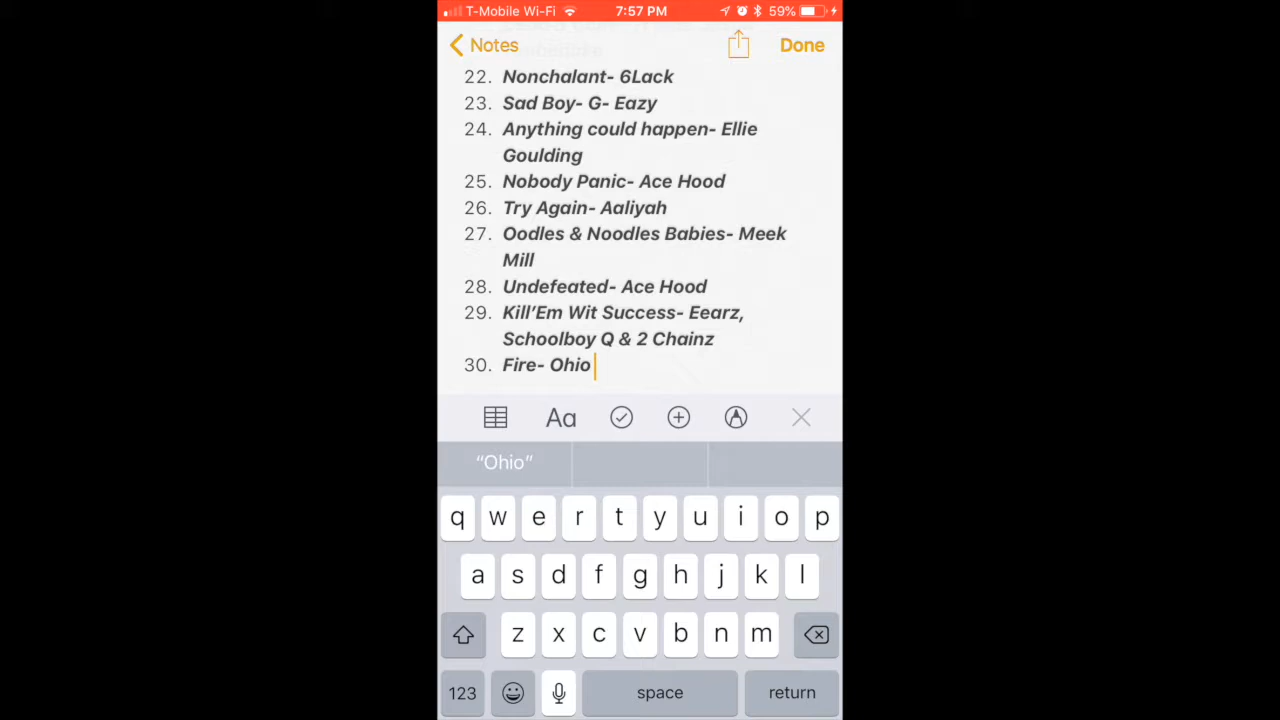 T-Mobile Wi-Fi 7:57 PM 59%
Notes Done
22. Nonchalant- 6Lack
23. Sad Boy- G- Eazy
24. Anything could happen- Ellie
Goulding
25. Nobody Panic- Ace Hood
26. Try Again- Aaliyah
27. Oodles & Noodles Babies- Meek
Mill
28. Undefeated- Ace Hood
29. Kill’Em Wit Success- Eearz,
Schoolboy Q & 2 Chainz
30. Fire- Ohio
Aa
“Ohio”
q w e r t y u i o p
a s d f g h j k l
z x c v b n m
123 space return